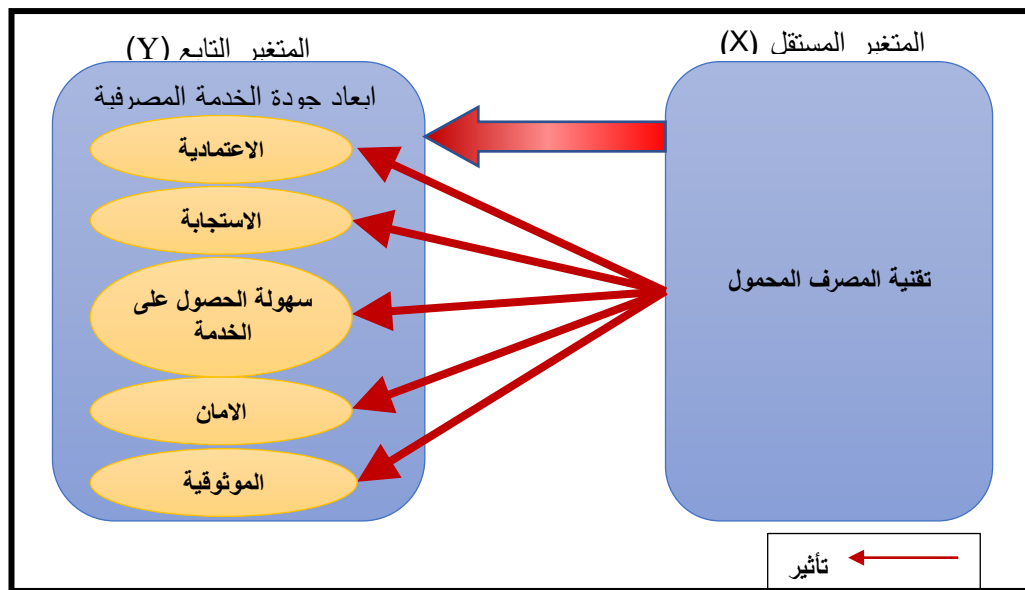 المتغير المستقل (X)
المتغير التابع (Y)
تقنية المصرف المحمول
ابعاد جودة الخدمة المصرفية
الاعتمادية
الاستجابة
سهولة الحصول على
الخدمة
الامان
الموثوقية
تأثير